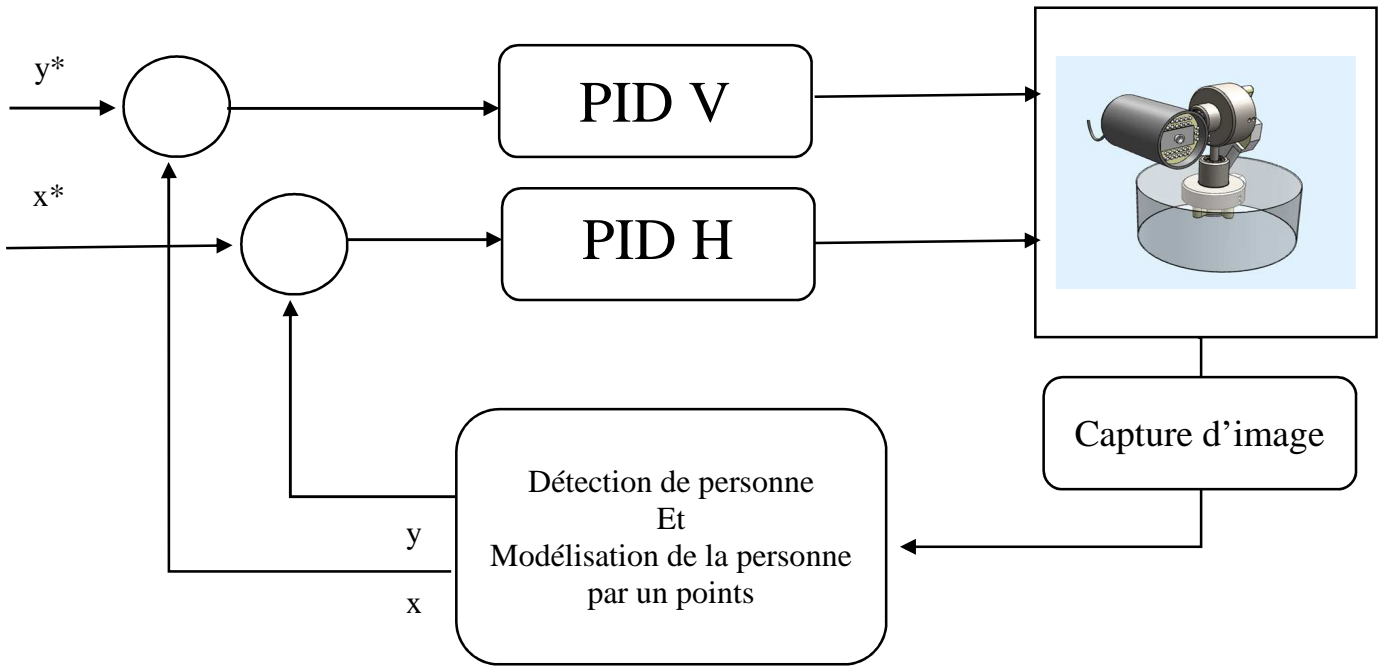 y*
PID V
x*
PID H
Capture d’image
Détection de personne
Et
Modélisation de la personne
par un points
y
x